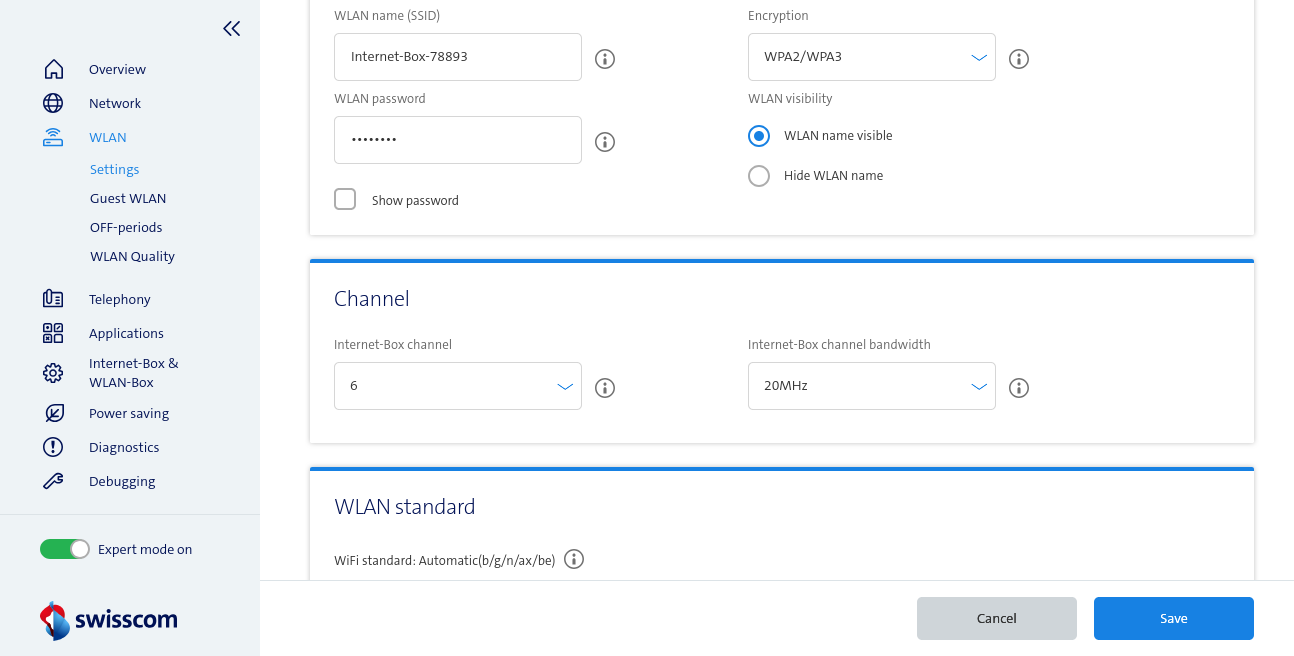 Overview
Network
WLAN
Settings
Guest WLAN
OFF-periods
WLAN Quality
Telephony
Applications
Internet-Box &
WLAN-Box
Power saving
Diagnostics
Debugging
Expert mode on
swisscom
WLAN name (SSID)
Internet-Box-78893
WLAN password
••••••••
Show password
Encryption
WPA2/WPA3
WLAN visibility
WLAN name visible
Hide WLAN name
Channel
Internet-Box channel
6
Internet-Box channel bandwidth
20MHz
WLAN standard
WiFi standard: Automatic(b/g/n/ax/be)
Cancel
Save